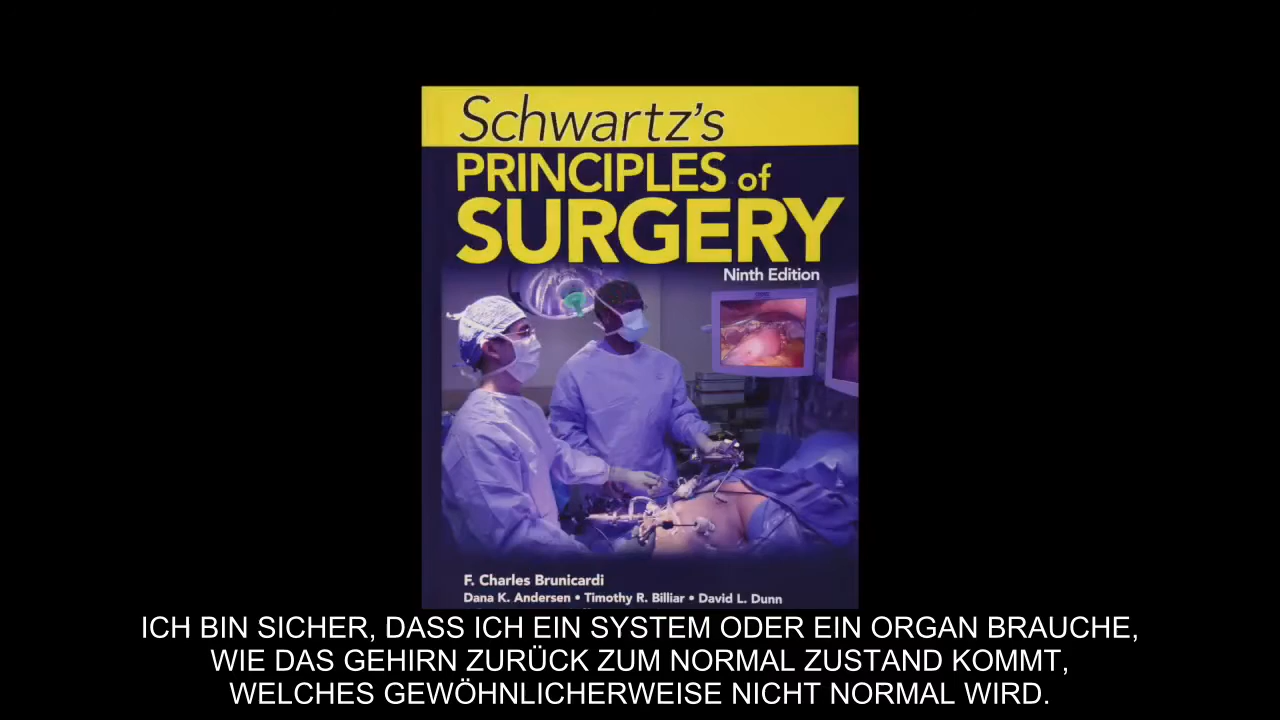 Schwartz's
PRINCIPLES of
SURGERY
Ninth Edition
F. Charles Brunicardi
Dana K. Andersen • Timothy R. Billiar • David L. Dunn
ICH BIN SICHER, DASS ICH EIN SYSTEM ODER EIN ORGAN BRAUCHE,
WIE DAS GEHIRN ZURÜCK ZUM NORMAL ZUSTAND KOMMT,
WELCHES GEWÖHNLICHERWEISE NICHT NORMAL WIRD.